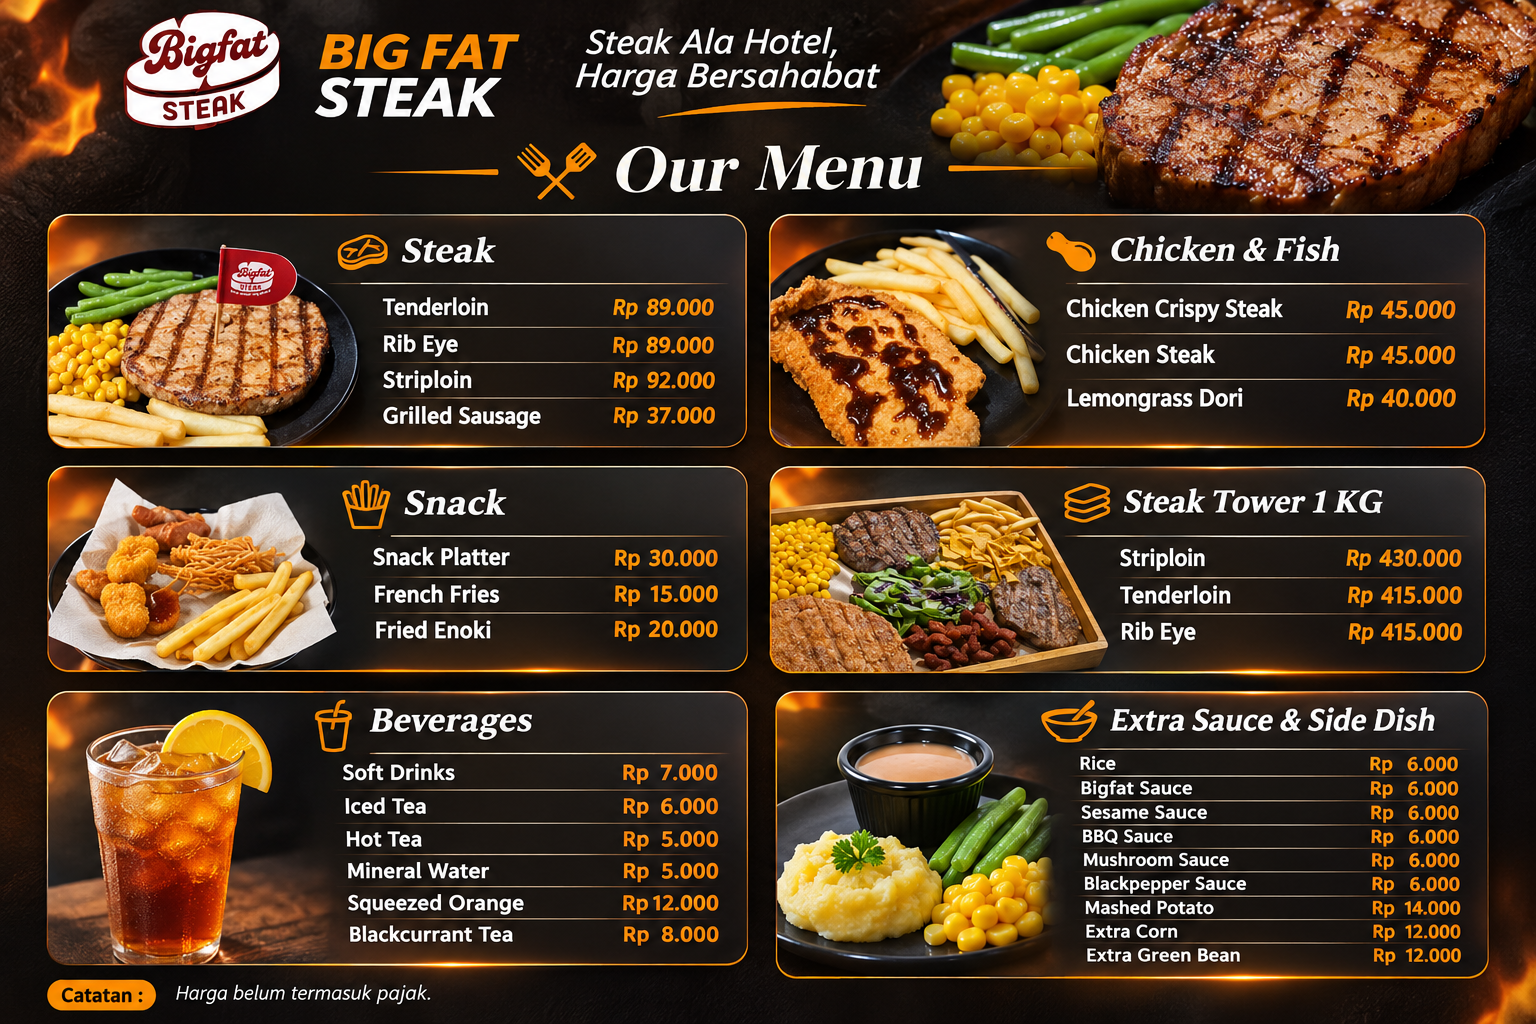 Bigfat
STEAK
BIG FAT
STEAK
Steak Ala Hotel,
Harga Bersahabat
Our Menu
Steak
Bigfat
STEAK
Tenderloin Rp 89.000
Rib Eye Rp 89.000
Striploin Rp 92.000
Grilled Sausage Rp 37.000
Chicken & Fish
Chicken Crispy Steak Rp 45.000
Chicken Steak Rp 45.000
Lemongrass Dori Rp 40.000
Snack
Snack Platter Rp 30.000
French Fries Rp 15.000
Fried Enoki Rp 20.000
Steak Tower 1 KG
Striploin Rp 430.000
Tenderloin Rp 415.000
Rib Eye Rp 415.000
Beverages
Soft Drinks Rp 7.000
Iced Tea Rp 6.000
Hot Tea Rp 5.000
Mineral Water Rp 5.000
Squeezed Orange Rp 12.000
Blackcurrant Tea Rp 8.000
Extra Sauce & Side Dish
Rice Rp 6.000
Bigfat Sauce Rp 6.000
Sesame Sauce Rp 6.000
BBQ Sauce Rp 6.000
Mushroom Sauce Rp 6.000
Blackpepper Sauce Rp 6.000
Mashed Potato Rp 14.000
Extra Corn Rp 12.000
Extra Green Bean Rp 12.000
Catatan : Harga belum termasuk pajak.